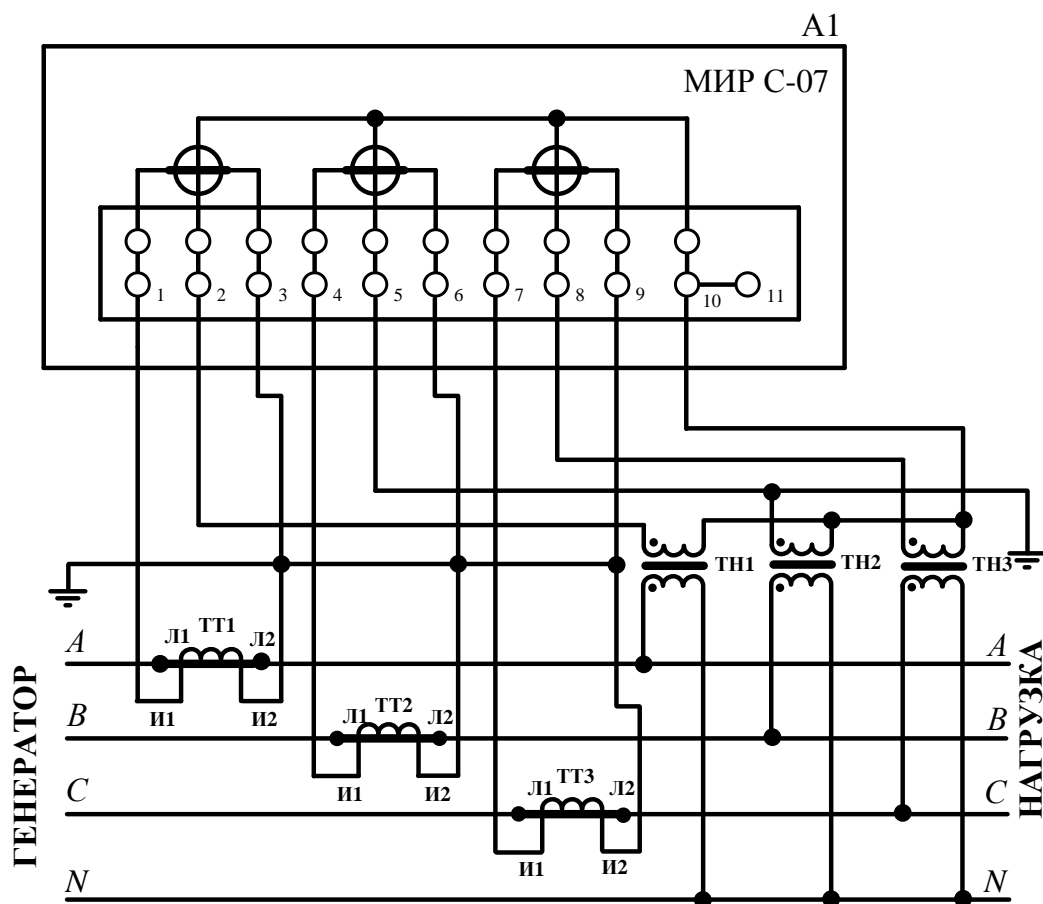 А1
МИР С-07
1 2 3 4 5 6 7 8 9 10 11
ТН1 ТН2 ТН3
Л1 ТТ1 Л2
A A
И1 И2
Л1 ТТ2 Л2
B B
И1 И2
Л1 ТТ3 Л2
C C
И1 И2
N N
ГЕНЕРАТОР
НАГРУЗКА